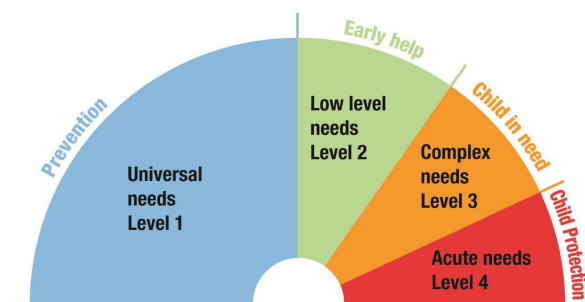 Prevention
Universal
needs
Level 1
Early help
Low level
needs
Level 2
Child in need
Complex
needs
Level 3
Child Protection
Acute needs
Level 4